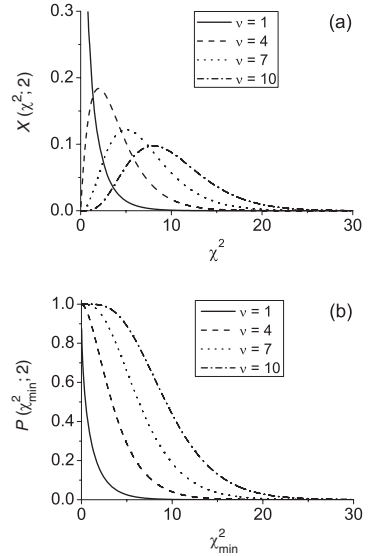 (a)
ν = 1
ν = 4
ν = 7
ν = 10
0.3
0.2
0.1
0.0
X (χ²; 2)
0 10 20 30
χ²
(b)
ν = 1
ν = 4
ν = 7
ν = 10
1.0
0.8
0.6
0.4
0.2
0.0
P (χ²min; 2)
0 10 20 30
χ²min